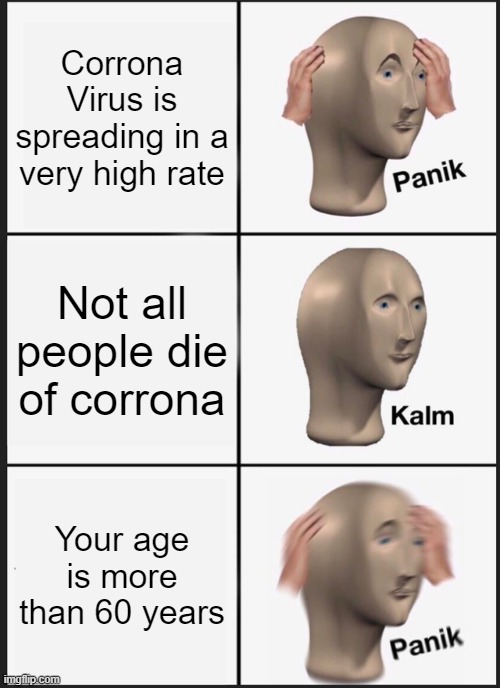 Corrona
Virus is
spreading in a
very high rate
Panik
Not all
people die
of corrona
Kalm
Your age
is more
than 60 years
Panik
imgflip.com